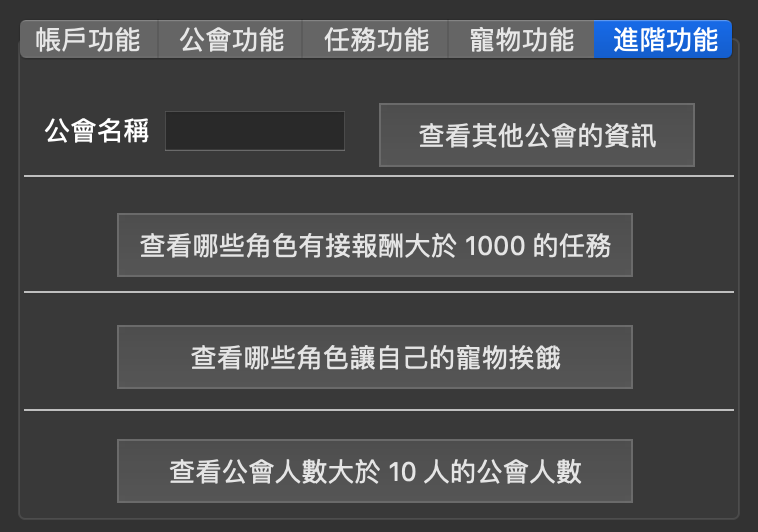 帳戶功能 公會功能 任務功能 寵物功能 進階功能
公會名稱 查看其他公會的資訊
查看哪些角色有接報酬大於 1000 的任務
查看哪些角色讓自己的寵物挨餓
查看公會人數大於 10 人的公會人數